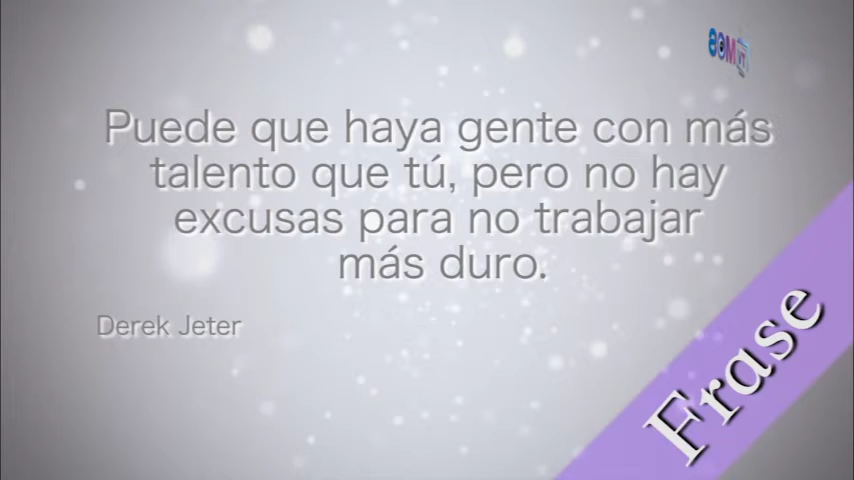 Puede que haya gente con más
talento que tú, pero no hay
excusas para no trabajar
más duro.
Derek Jeter
Frase